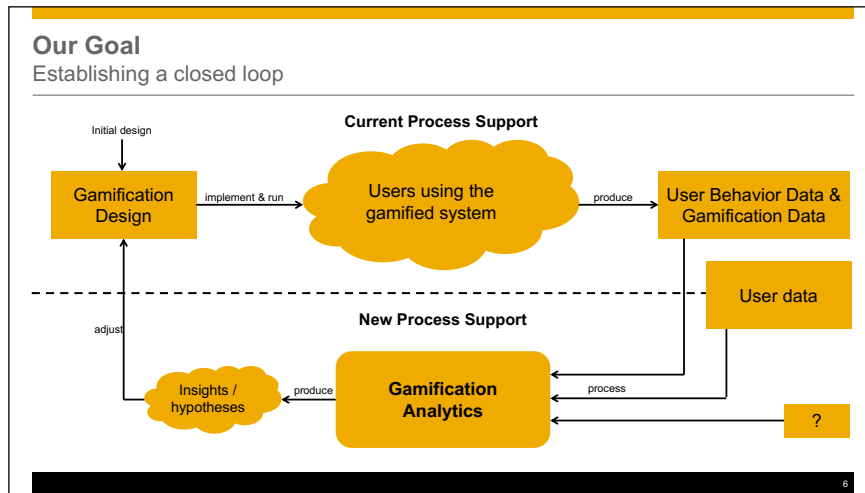 Our Goal
Establishing a closed loop
Current Process Support
Initial design
Gamification
Design
implement & run
Users using the
gamified system
produce
User Behavior Data &
Gamification Data
User data
New Process Support
adjust
Insights /
hypotheses
produce
Gamification
Analytics
process
?
6